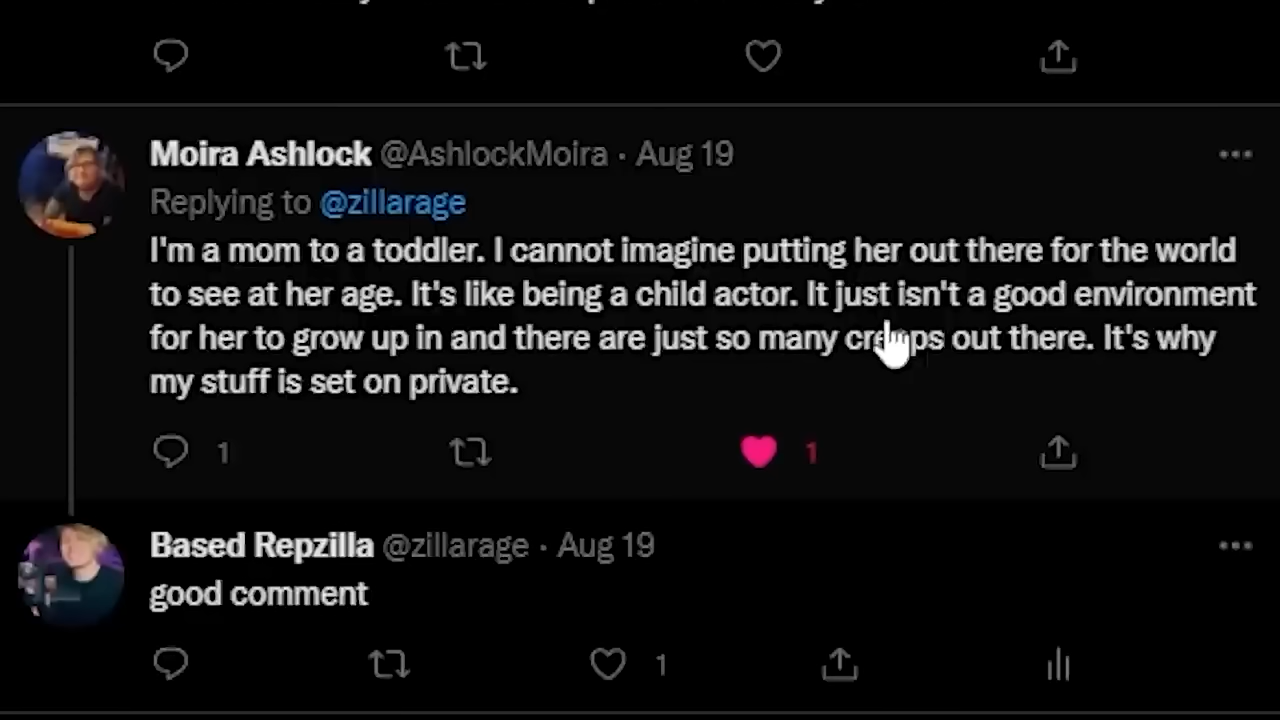 Moira Ashlock @AshlockMoira · Aug 19
Replying to @zillarage
I'm a mom to a toddler. I cannot imagine putting her out there for the world
to see at her age. It's like being a child actor. It just isn't a good environment
for her to grow up in and there are just so many creeps out there. It's why
my stuff is set on private.
1 1
Based Repzilla @zillarage · Aug 19
good comment
1